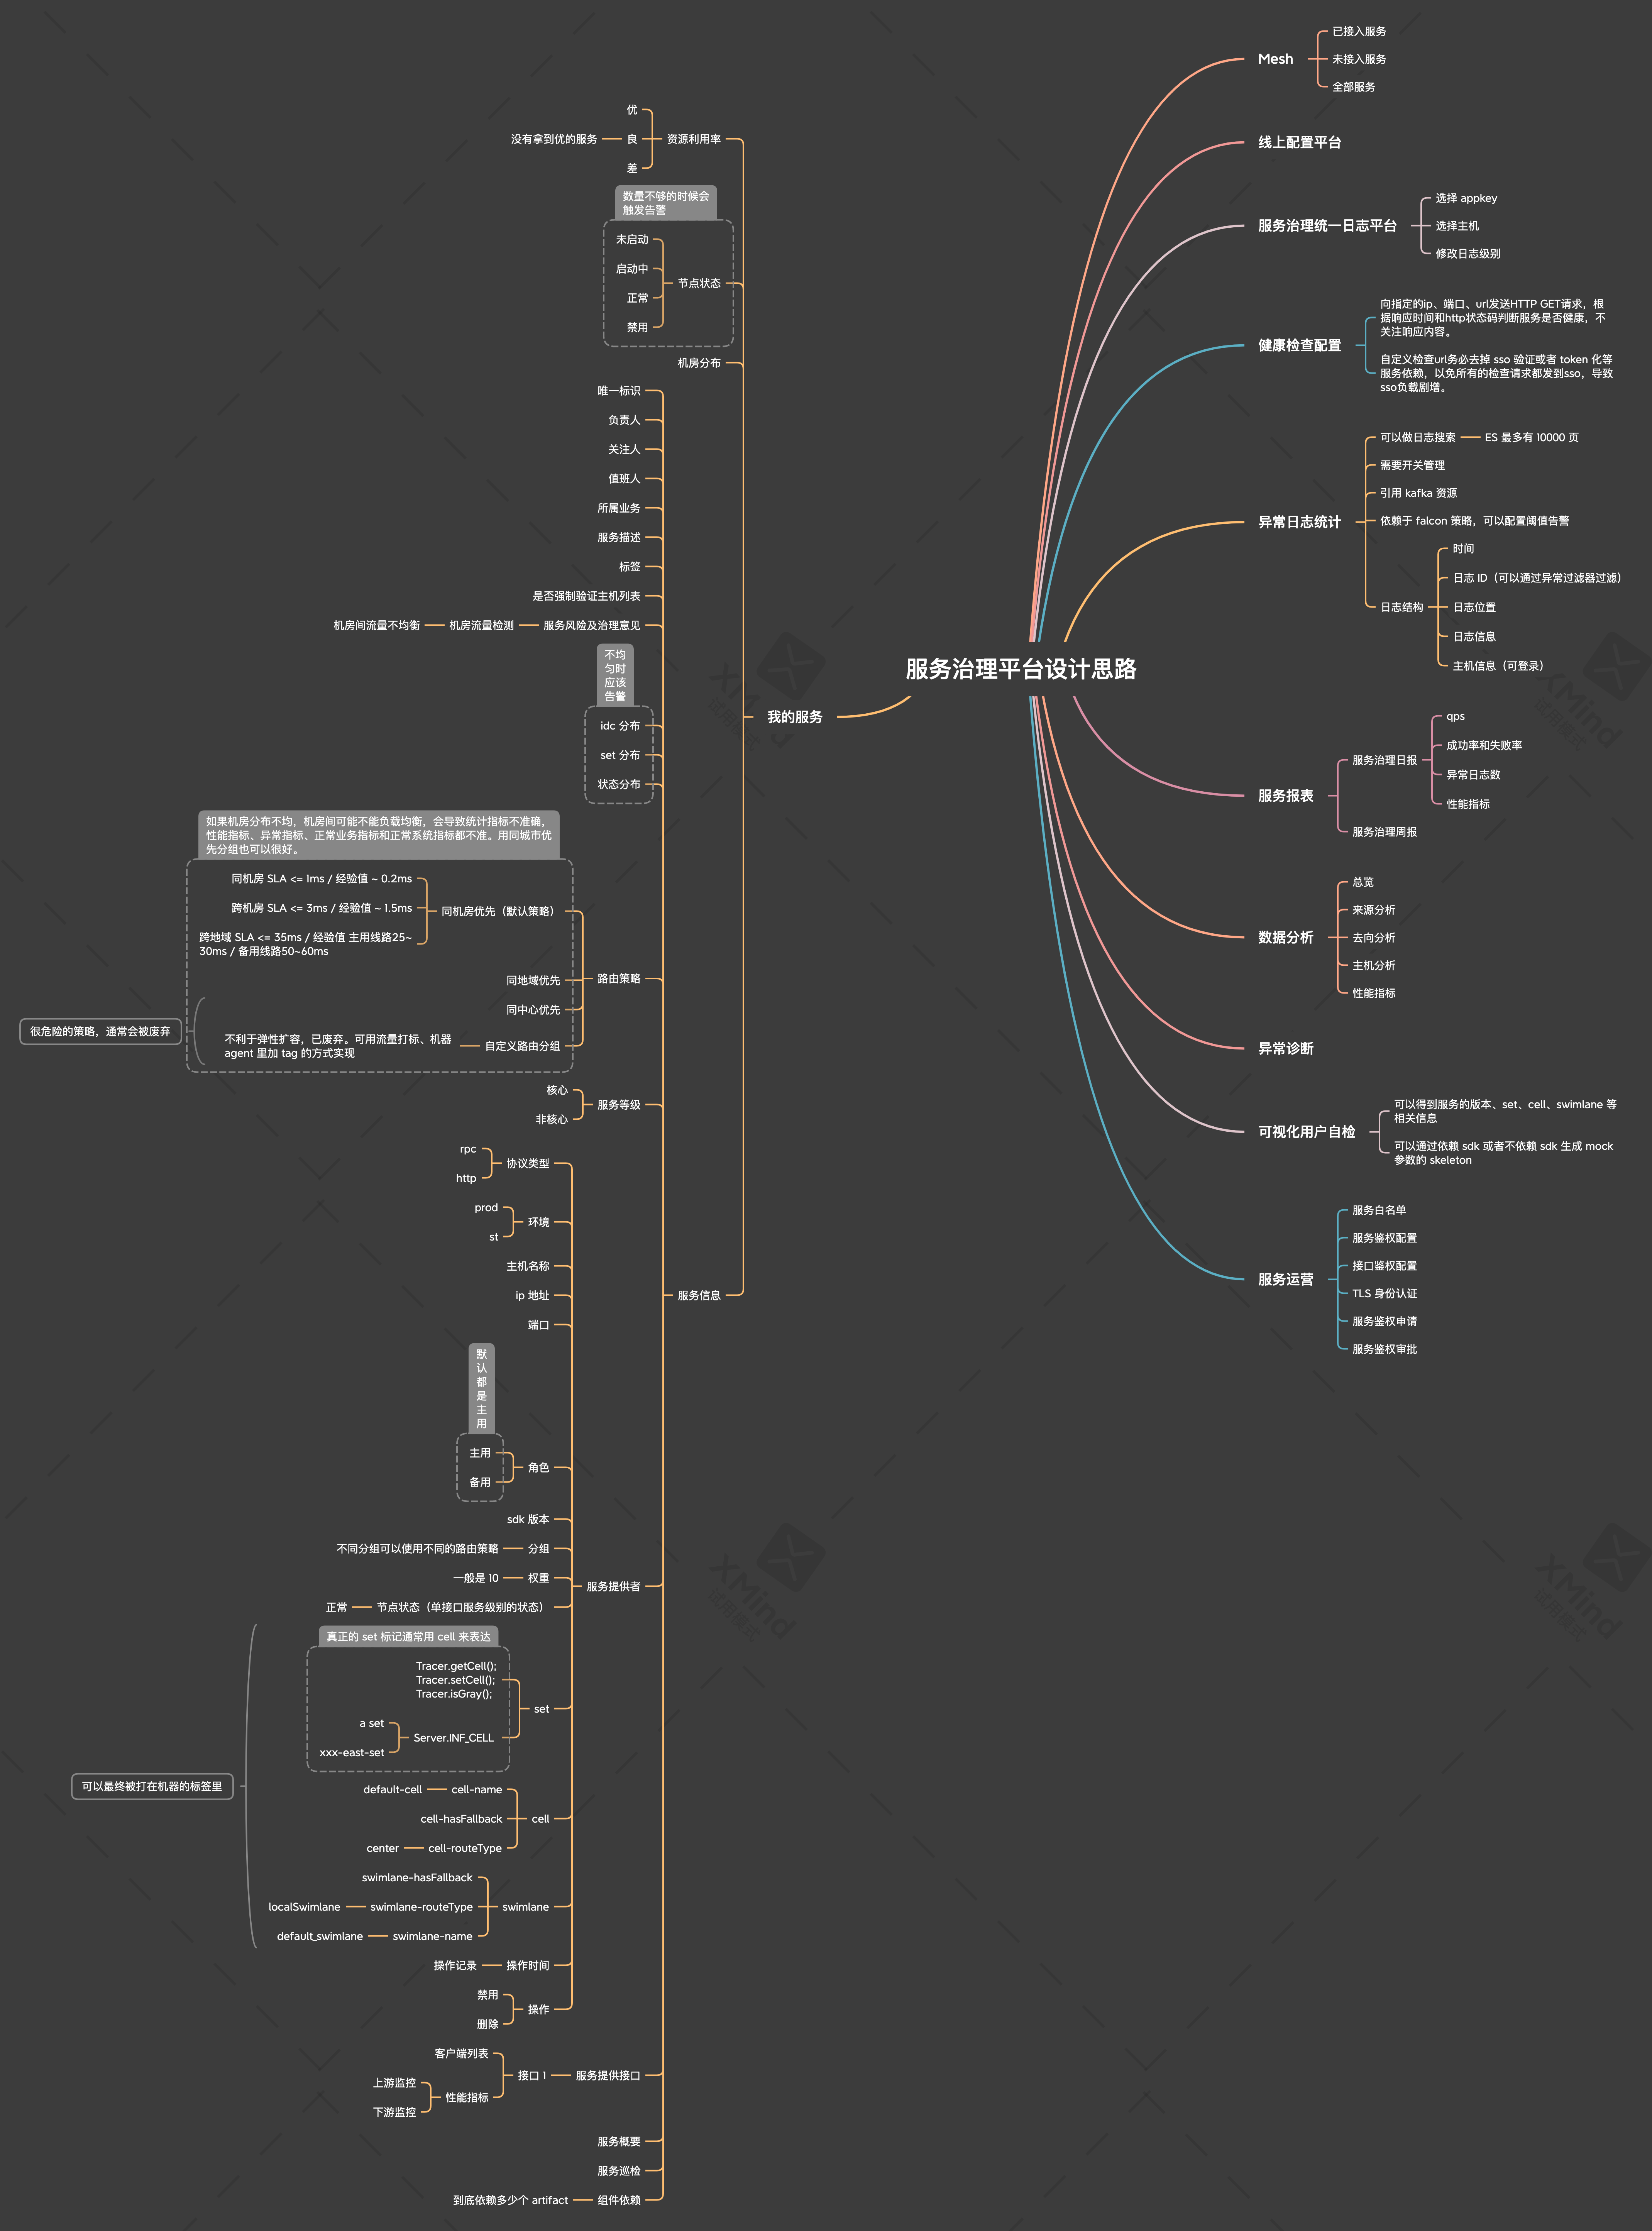 服务治理平台设计思路
Mesh
已接入服务
未接入服务
全部服务
线上配置平台
服务治理统一日志平台
选择 appkey
选择主机
修改日志级别
健康检查配置
向指定的ip、端口、url发送HTTP GET请求，根
据响应时间和http状态码判断服务是否健康，不
关注响应内容。
自定义检查url务必去掉 sso 验证或者 token 化等
服务依赖，以免所有的检查请求都发到sso，导致
sso负载剧增。
异常日志统计
可以做日志搜索
ES 最多有 10000 页
需要开关管理
引用 kafka 资源
依赖于 falcon 策略，可以配置阈值告警
日志结构
时间
日志 ID（可以通过异常过滤器过滤）
日志位置
日志信息
主机信息（可登录）
服务报表
服务治理日报
qps
成功率和失败率
异常日志数
性能指标
服务治理周报
数据分析
总览
来源分析
去向分析
主机分析
性能指标
异常诊断
可视化用户自检
可以得到服务的版本、set、cell、swimlane 等
相关信息
可以通过依赖 sdk 或者不依赖 sdk 生成 mock
参数的 skeleton
服务运营
服务白名单
服务鉴权配置
接口鉴权配置
TLS 身份认证
服务鉴权申请
服务鉴权审批
我的服务
资源利用率
优
良
没有拿到优的服务
差
数量不够的时候会
触发告警
节点状态
未启动
启动中
正常
禁用
机房分布
服务信息
唯一标识
负责人
关注人
值班人
所属业务
服务描述
标签
是否强制验证主机列表
服务风险及治理意见
机房流量检测
机房间流量不均衡
不均
匀时
应该
告警
idc 分布
set 分布
状态分布
如果机房分布不均，机房间可能不能负载均衡，会导致统计指标不准确，
性能指标、异常指标、正常业务指标和正常系统指标都不准。用同城市优
先分组也可以很好。
路由策略
同机房优先（默认策略）
同机房 SLA <= 1ms / 经验值 ~ 0.2ms
跨机房 SLA <= 3ms / 经验值 ~ 1.5ms
跨地域 SLA <= 35ms / 经验值 主用线路25~
30ms / 备用线路50~60ms
同地域优先
同中心优先
自定义路由分组
不利于弹性扩容，已废弃。可用流量打标、机器
agent 里加 tag 的方式实现
很危险的策略，通常会被废弃
服务等级
核心
非核心
服务提供者
协议类型
rpc
http
环境
prod
st
主机名称
ip 地址
端口
默
认
都
是
主
用
角色
主用
备用
sdk 版本
分组
不同分组可以使用不同的路由策略
权重
一般是 10
节点状态（单接口服务级别的状态）
正常
真正的 set 标记通常用 cell 来表达
set
Tracer.getCell();
Tracer.setCell();
Tracer.isGray();
Server.INF_CELL
a set
xxx-east-set
cell
cell-name
default-cell
cell-hasFallback
cell-routeType
center
swimlane
swimlane-hasFallback
swimlane-routeType
localSwimlane
swimlane-name
default_swimlane
可以最终被打在机器的标签里
操作时间
操作记录
操作
禁用
删除
服务提供接口
接口 1
客户端列表
性能指标
上游监控
下游监控
服务概要
服务巡检
组件依赖
到底依赖多少个 artifact
XMind
试用模式
XMind
试用模式
XMind
试用模式
XMind
试用模式